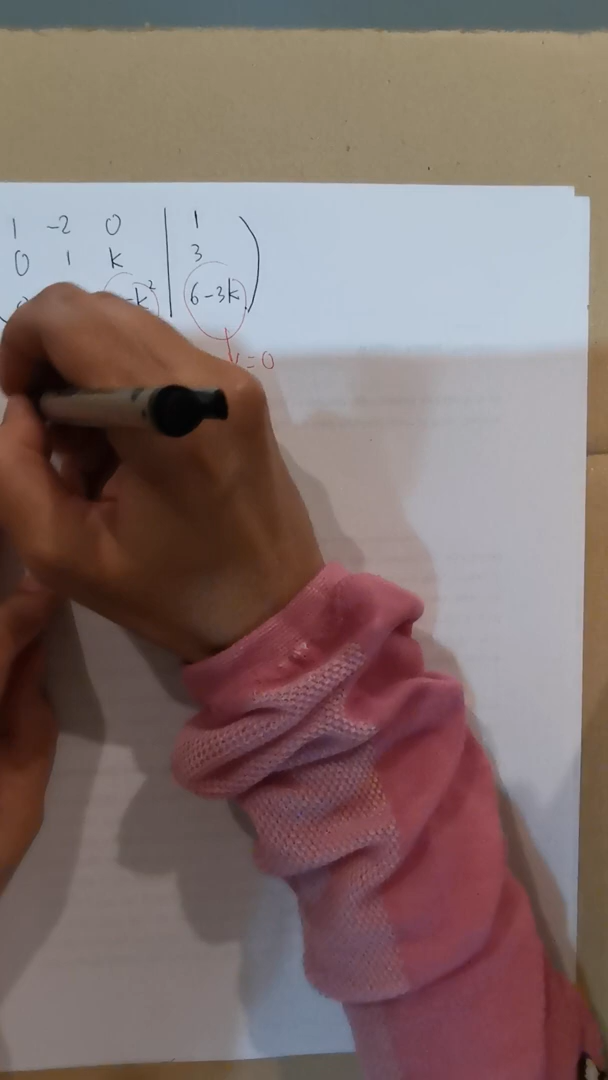 1 -2 0 | 1
0 1 k | 3
-k² | 6-3k
= 0